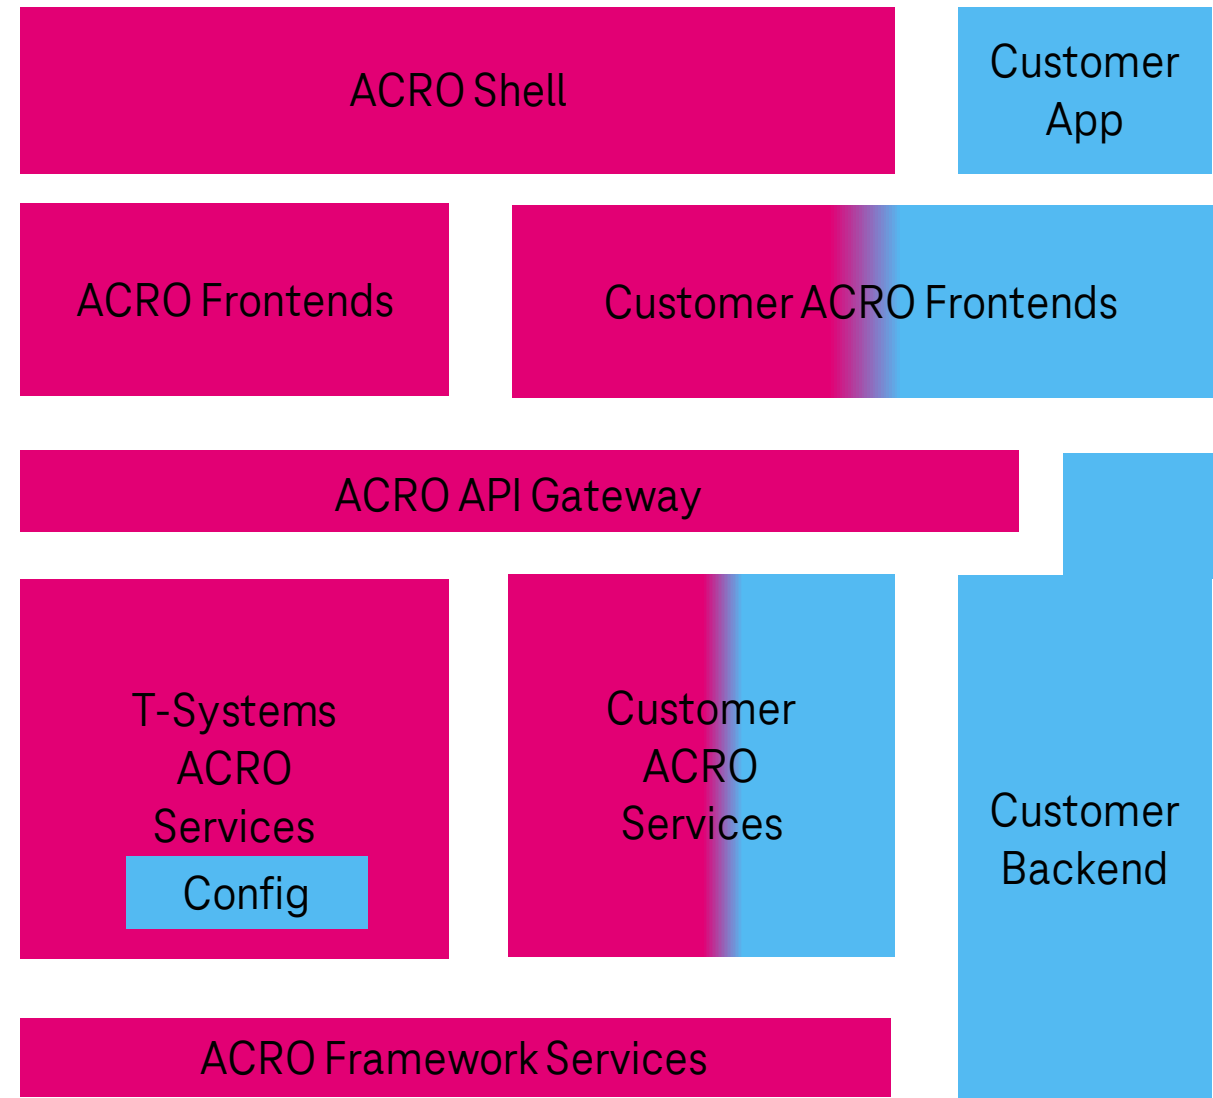 ACRO Shell
Customer
App
ACRO Frontends
Customer ACRO Frontends
ACRO API Gateway
T-Systems
ACRO
Services
Config
Customer
ACRO
Services
Customer
Backend
ACRO Framework Services